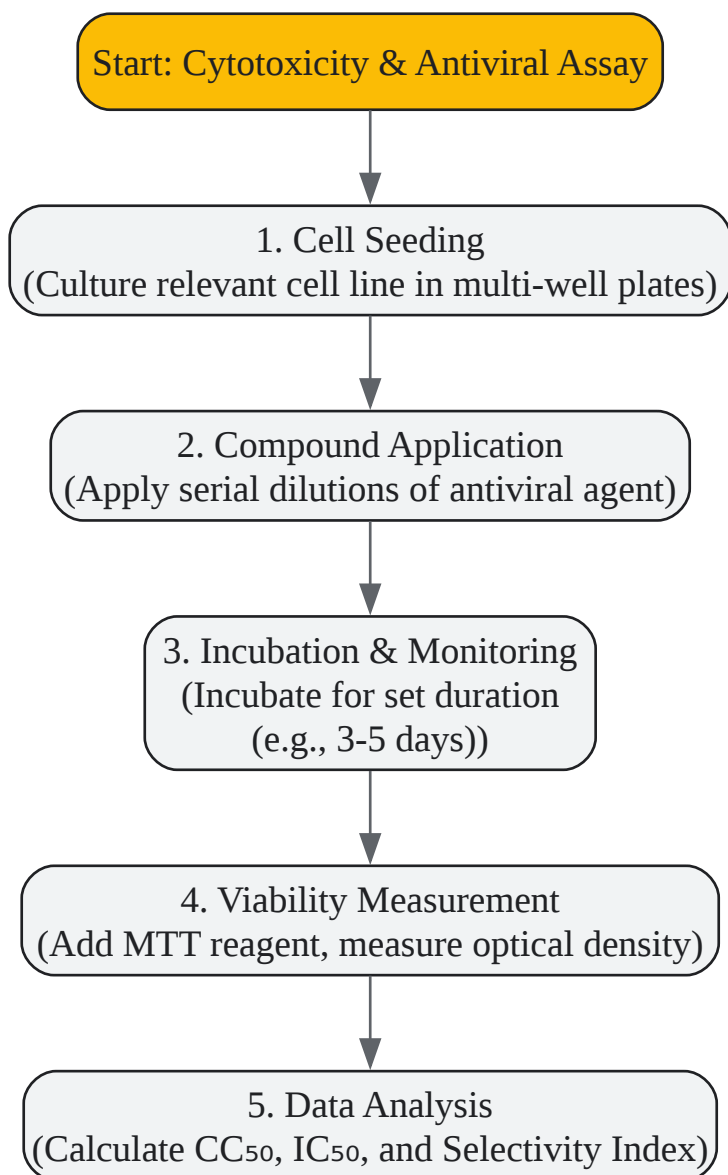 Start: Cytotoxicity & Antiviral Assay
1. Cell Seeding
(Culture relevant cell line in multi-well plates)
2. Compound Application
(Apply serial dilutions of antiviral agent)
3. Incubation & Monitoring
(Incubate for set duration
(e.g., 3-5 days))
4. Viability Measurement
(Add MTT reagent, measure optical density)
5. Data Analysis
(Calculate CC₅₀, IC₅₀, and Selectivity Index)